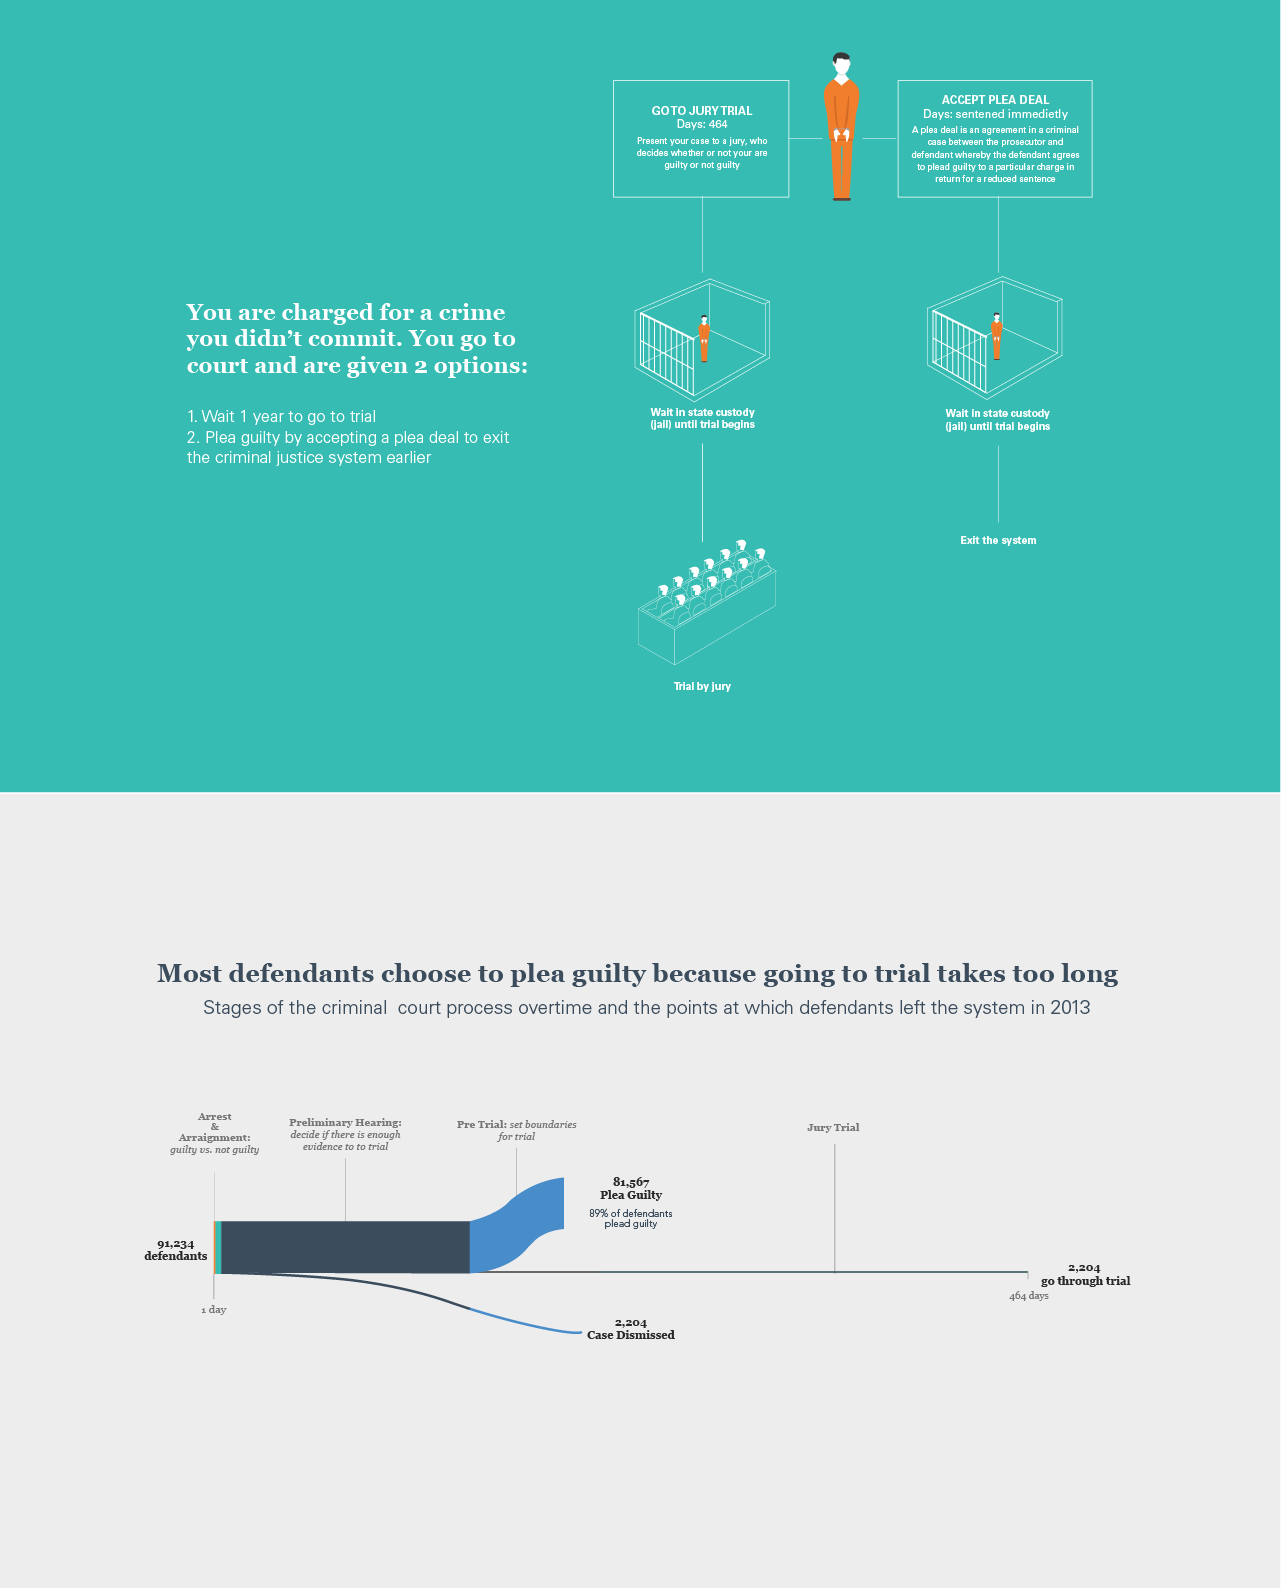 GO TO JURY TRIAL
Days: 464
Present your case to a jury, who
decides whether or not your are
guilty or not guilty
ACCEPT PLEA DEAL
Days: sentened immedietly
A plea deal is an agreement in a criminal
case between the prosecutor and
defendant whereby the defendant agrees
to plead guilty to a particular charge in
return for a reduced sentence
You are charged for a crime
you didn’t commit. You go to
court and are given 2 options:
1. Wait 1 year to go to trial
2. Plea guilty by accepting a plea deal to exit
the criminal justice system earlier
Wait in state custody
(jail) until trial begins
Wait in state custody
(jail) until trial begins
Exit the system
Trial by jury
Most defendants choose to plea guilty because going to trial takes too long
Stages of the criminal court process overtime and the points at which defendants left the system in 2013
Arrest
&
Arraignment:
guilty vs. not guilty
Preliminary Hearing:
decide if there is enough
evidence to to trial
Pre Trial: set boundaries
for trial
Jury Trial
81,567
Plea Guilty
89% of defendants
plead guilty
91,234
defendants
2,204
go through trial
464 days
1 day
2,204
Case Dismissed